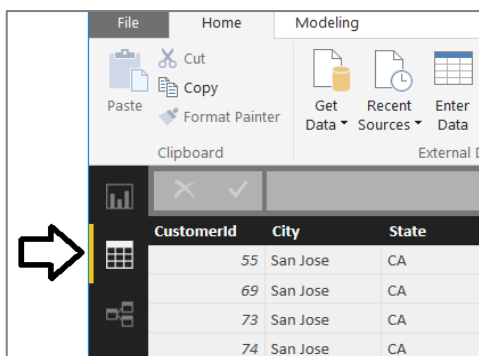 File Home Modeling
Cut
Copy
Format Painter
Paste
Get Data
Recent Sources
Enter Data
Clipboard
External D
CustomerId City State
55 San Jose CA
69 San Jose CA
73 San Jose CA
74 San Jose CA